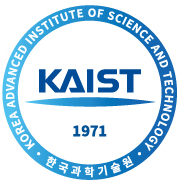 KOREA ADVANCED INSTITUTE OF SCIENCE AND TECHNOLOGY
KAIST
1971
한국과학기술원